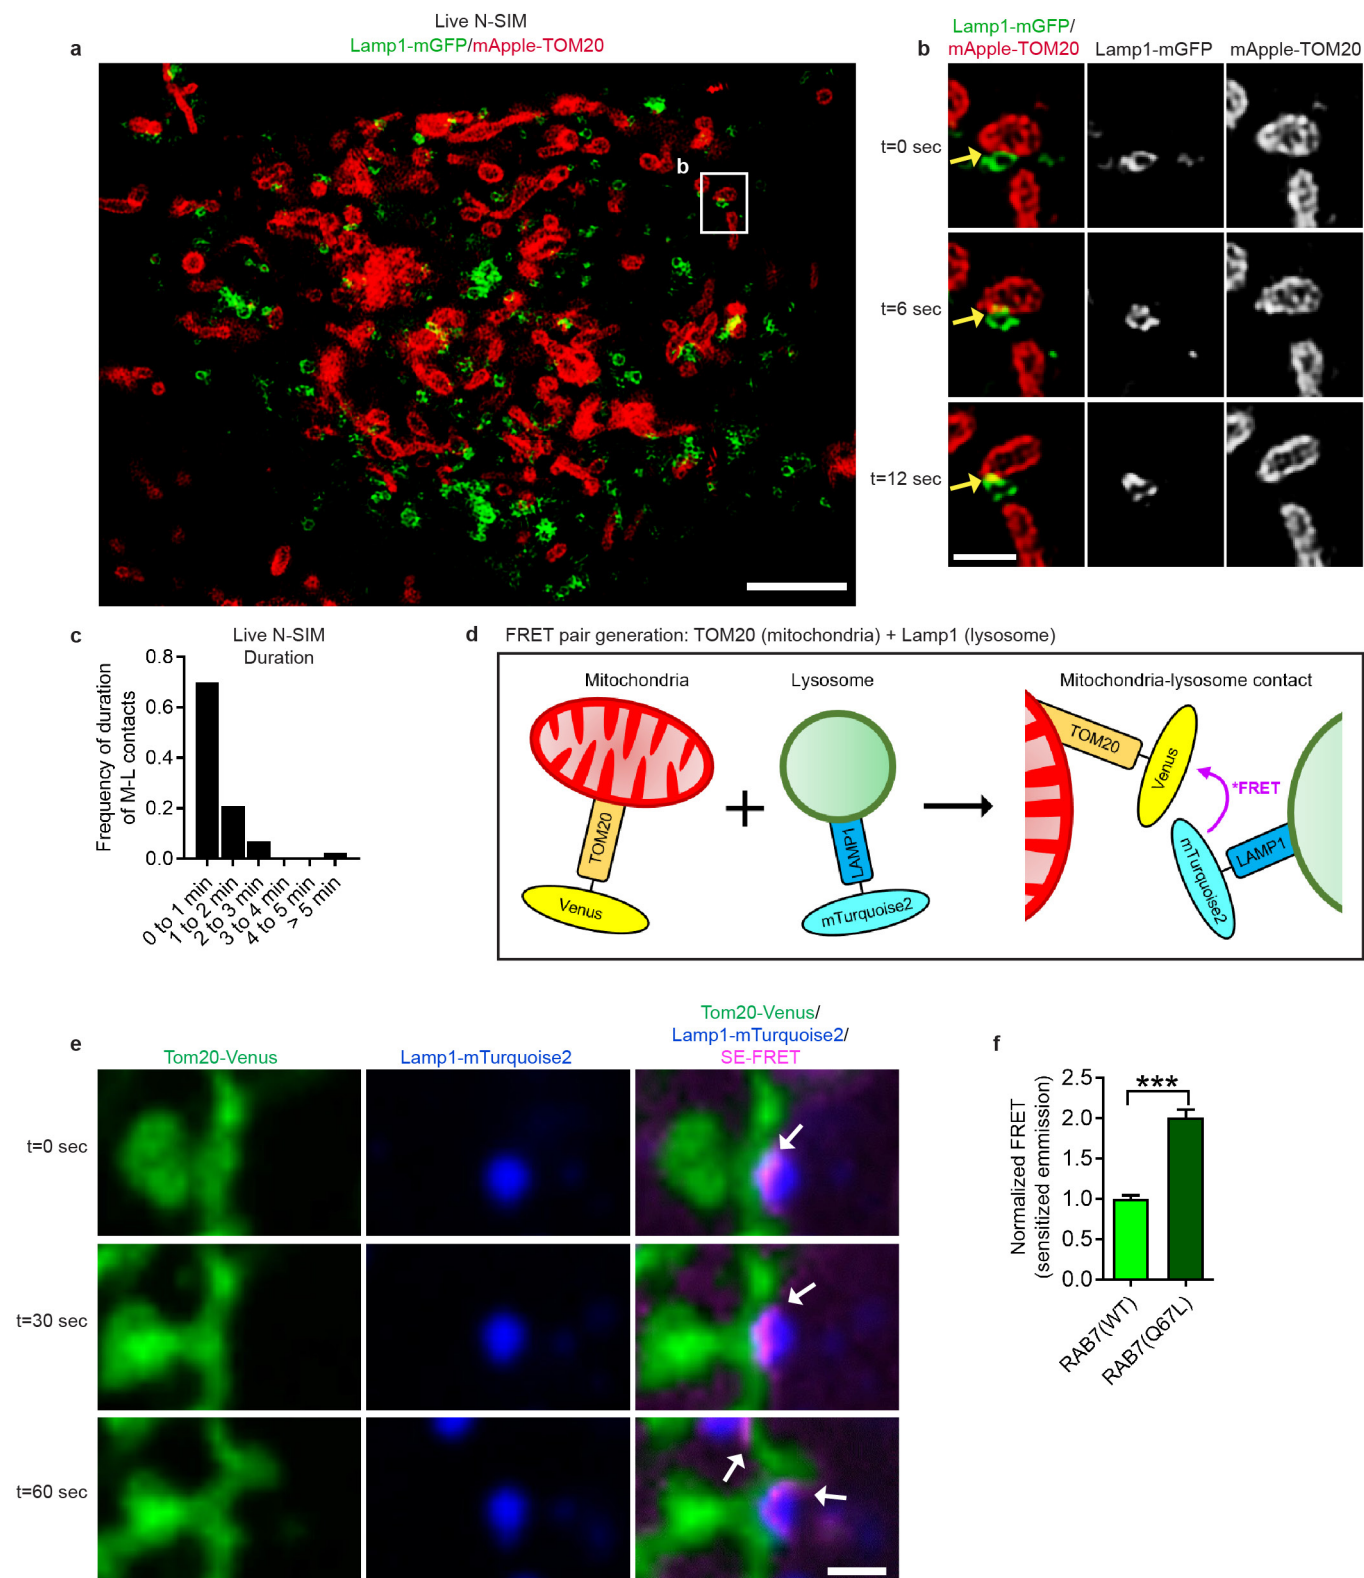 Live N-SIM
a
Lamp1-mGFP/mApple-TOM20
b
b
Lamp1-mGFP/
mApple-TOM20
Lamp1-mGFP
mApple-TOM20
t=0 sec
t=6 sec
t=12 sec
c
Live N-SIM
Duration
Frequency of duration
of M-L contacts
0.8
0.6
0.4
0.2
0.0
0 to 1 min
1 to 2 min
2 to 3 min
3 to 4 min
4 to 5 min
> 5 min
d
FRET pair generation: TOM20 (mitochondria) + Lamp1 (lysosome)
Mitochondria
Lysosome
Mitochondria-lysosome contact
TOM20
Venus
+
LAMP1
mTurquoise2
TOM20
Venus
*FRET
mTurquoise2
LAMP1
e
Tom20-Venus
Lamp1-mTurquoise2
Tom20-Venus/
Lamp1-mTurquoise2/
SE-FRET
t=0 sec
t=30 sec
t=60 sec
f
Normalized FRET
(sensitized emmission)
2.5
2.0
1.5
1.0
0.5
0.0
***
RAB7(WT)
RAB7(Q67L)